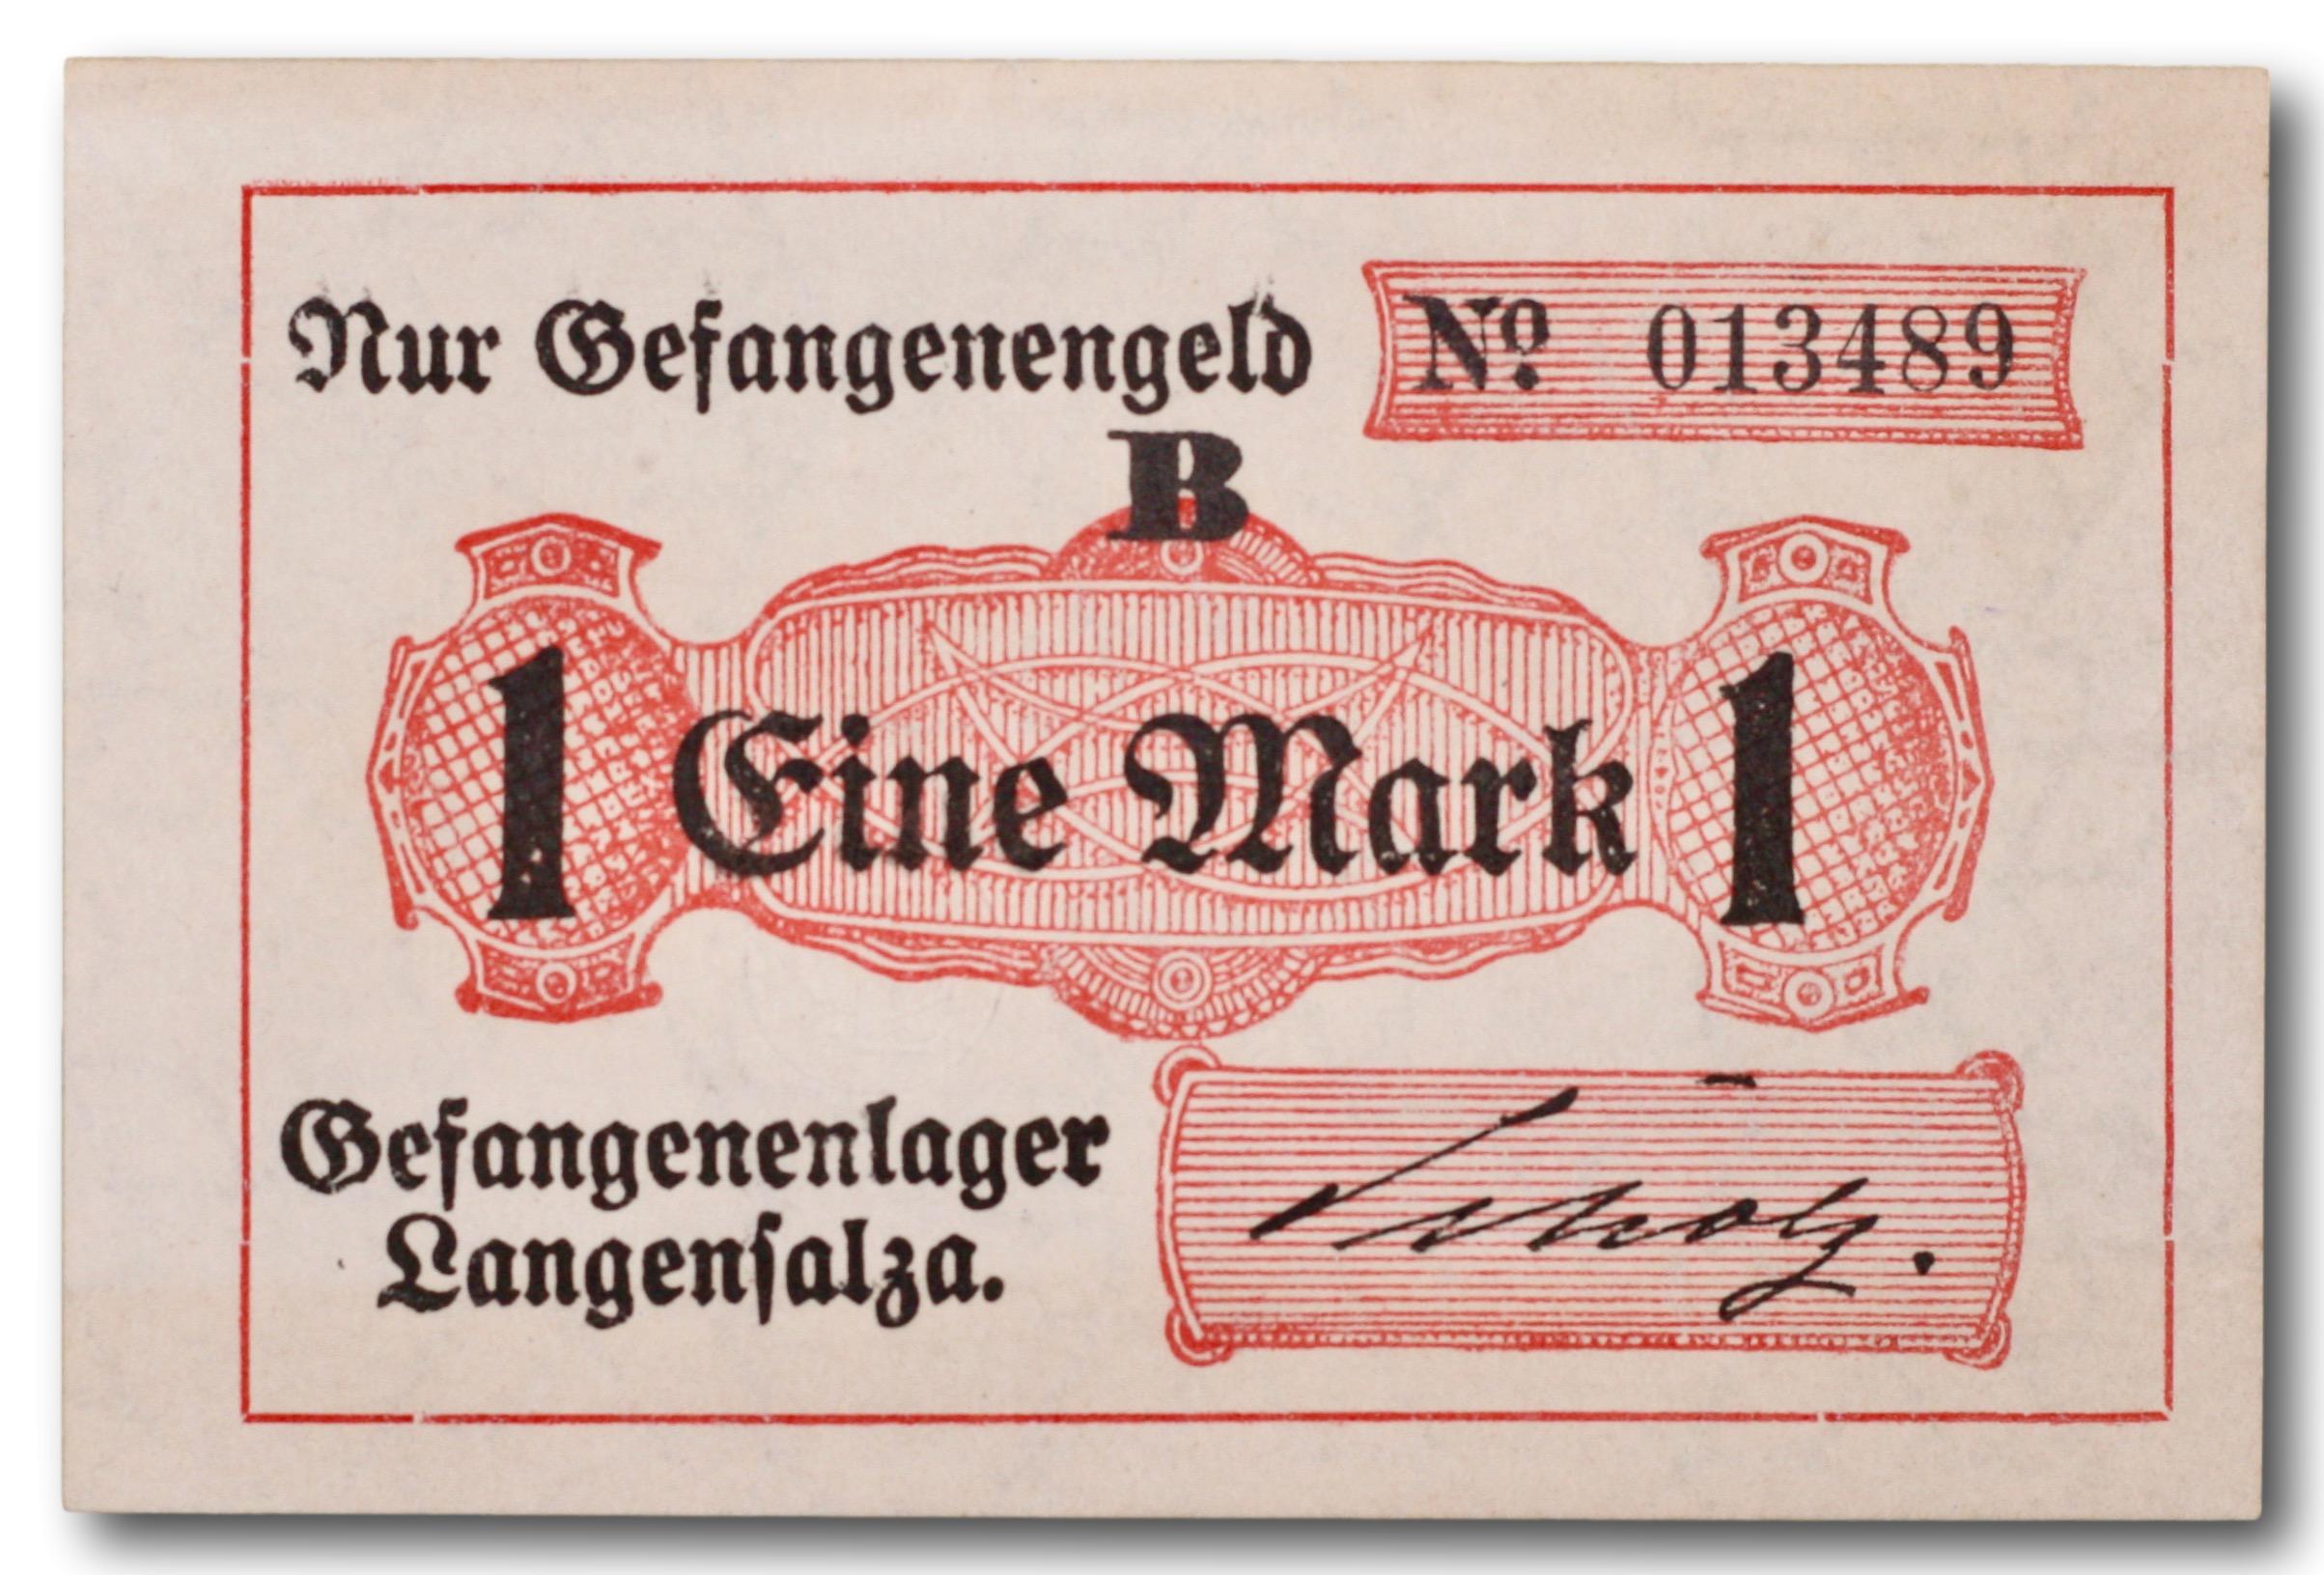 Nur Gefangenengeld
No. 013489
B
1 Eine Mark 1
Gefangenenlager
Langenſalza.